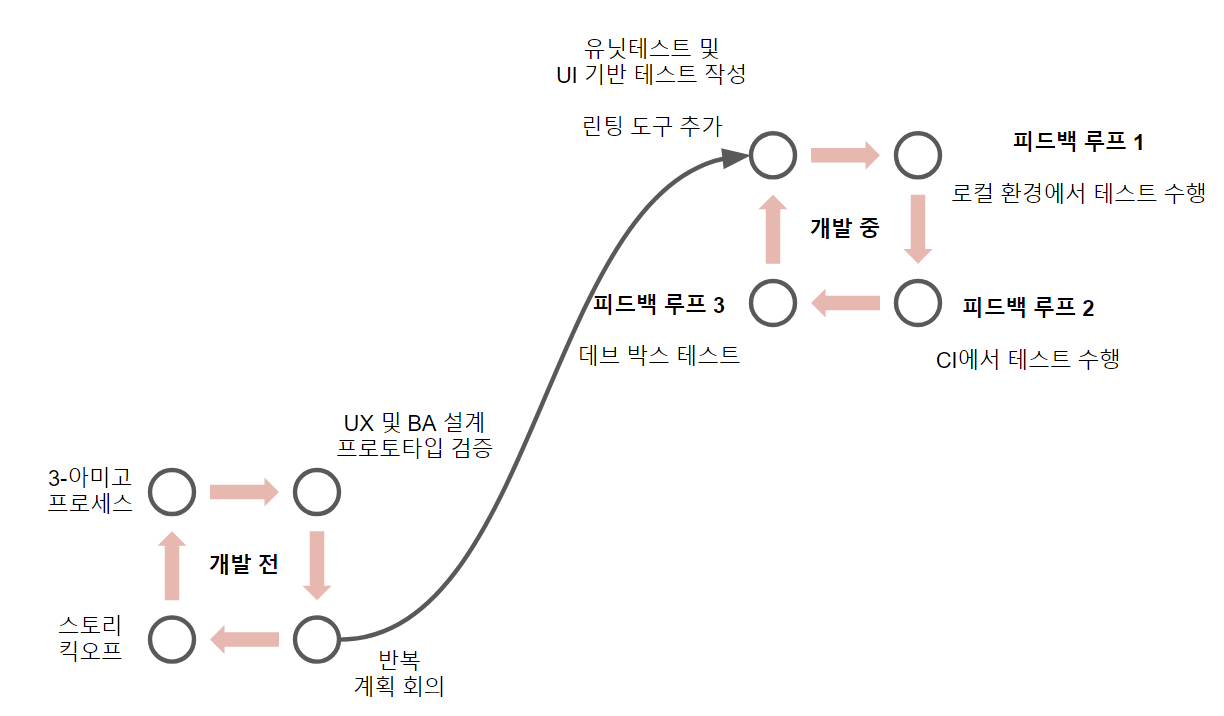 유닛테스트 및
UI 기반 테스트 작성
린팅 도구 추가
피드백 루프 1
로컬 환경에서 테스트 수행
개발 중
피드백 루프 3
데브 박스 테스트
피드백 루프 2
CI에서 테스트 수행
UX 및 BA 설계
프로토타입 검증
3-아미고
프로세스
개발 전
스토리
킥오프
반복
계획 회의